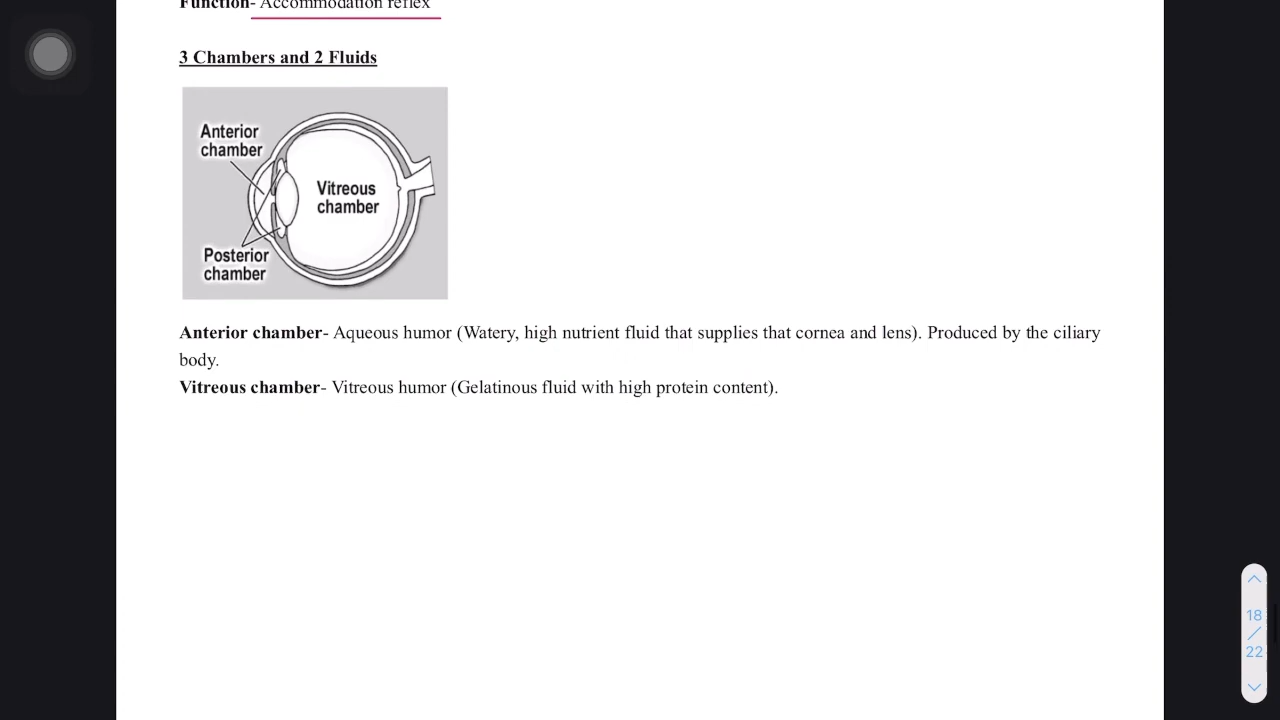 Function- Accommodation reflex
3 Chambers and 2 Fluids
Anterior
chamber
Vitreous
chamber
Posterior
chamber
Anterior chamber- Aqueous humor (Watery, high nutrient fluid that supplies that cornea and lens). Produced by the ciliary
body.
Vitreous chamber- Vitreous humor (Gelatinous fluid with high protein content).
18
/
22